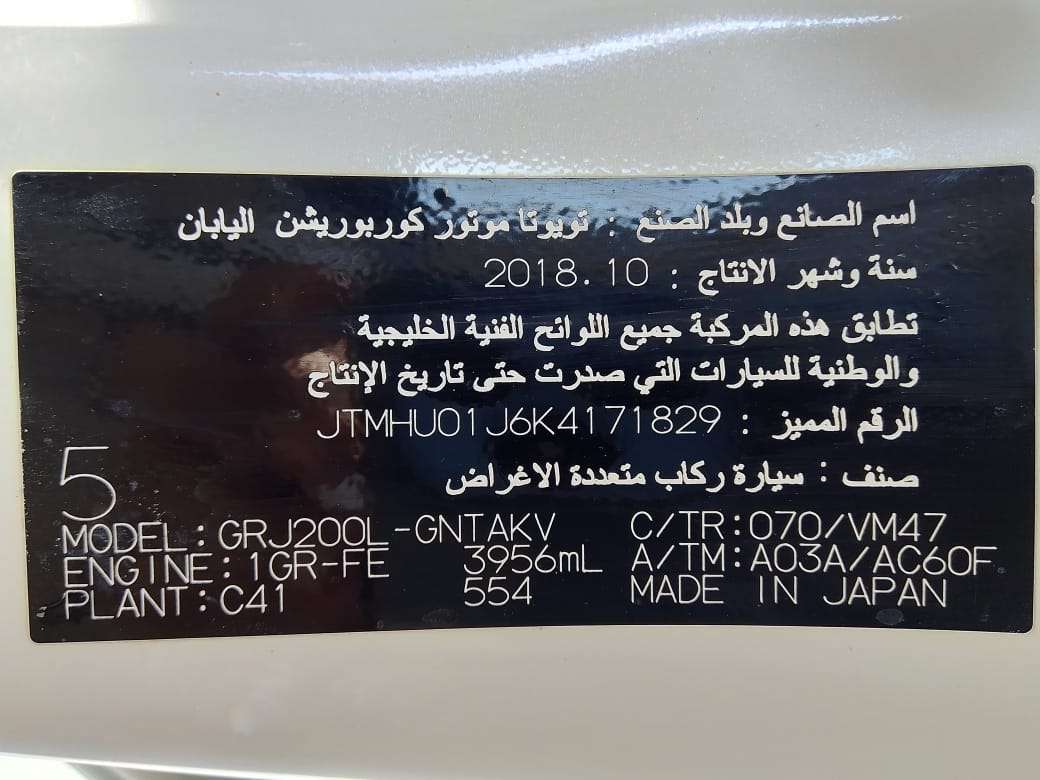 اسم الصانع وبلد الصنع : تويوتا موتور كوربوريشن اليابان
سنة وشهر الانتاج : 2018.10
تطابق هذه المركبة جميع اللوائح الفنية الخليجية
والوطنية للسيارات التي صدرت حتى تاريخ الإنتاج
الرقم المميز : JTMHU01J6K4171829
صنف : سيارة ركاب متعددة الاغراض
5
MODEL:GRJ200L-GNTAKV C/TR:070/VM47
ENGINE:1GR-FE 3956mL A/TM:A03A/AC60F
PLANT:C41 554 MADE IN JAPAN